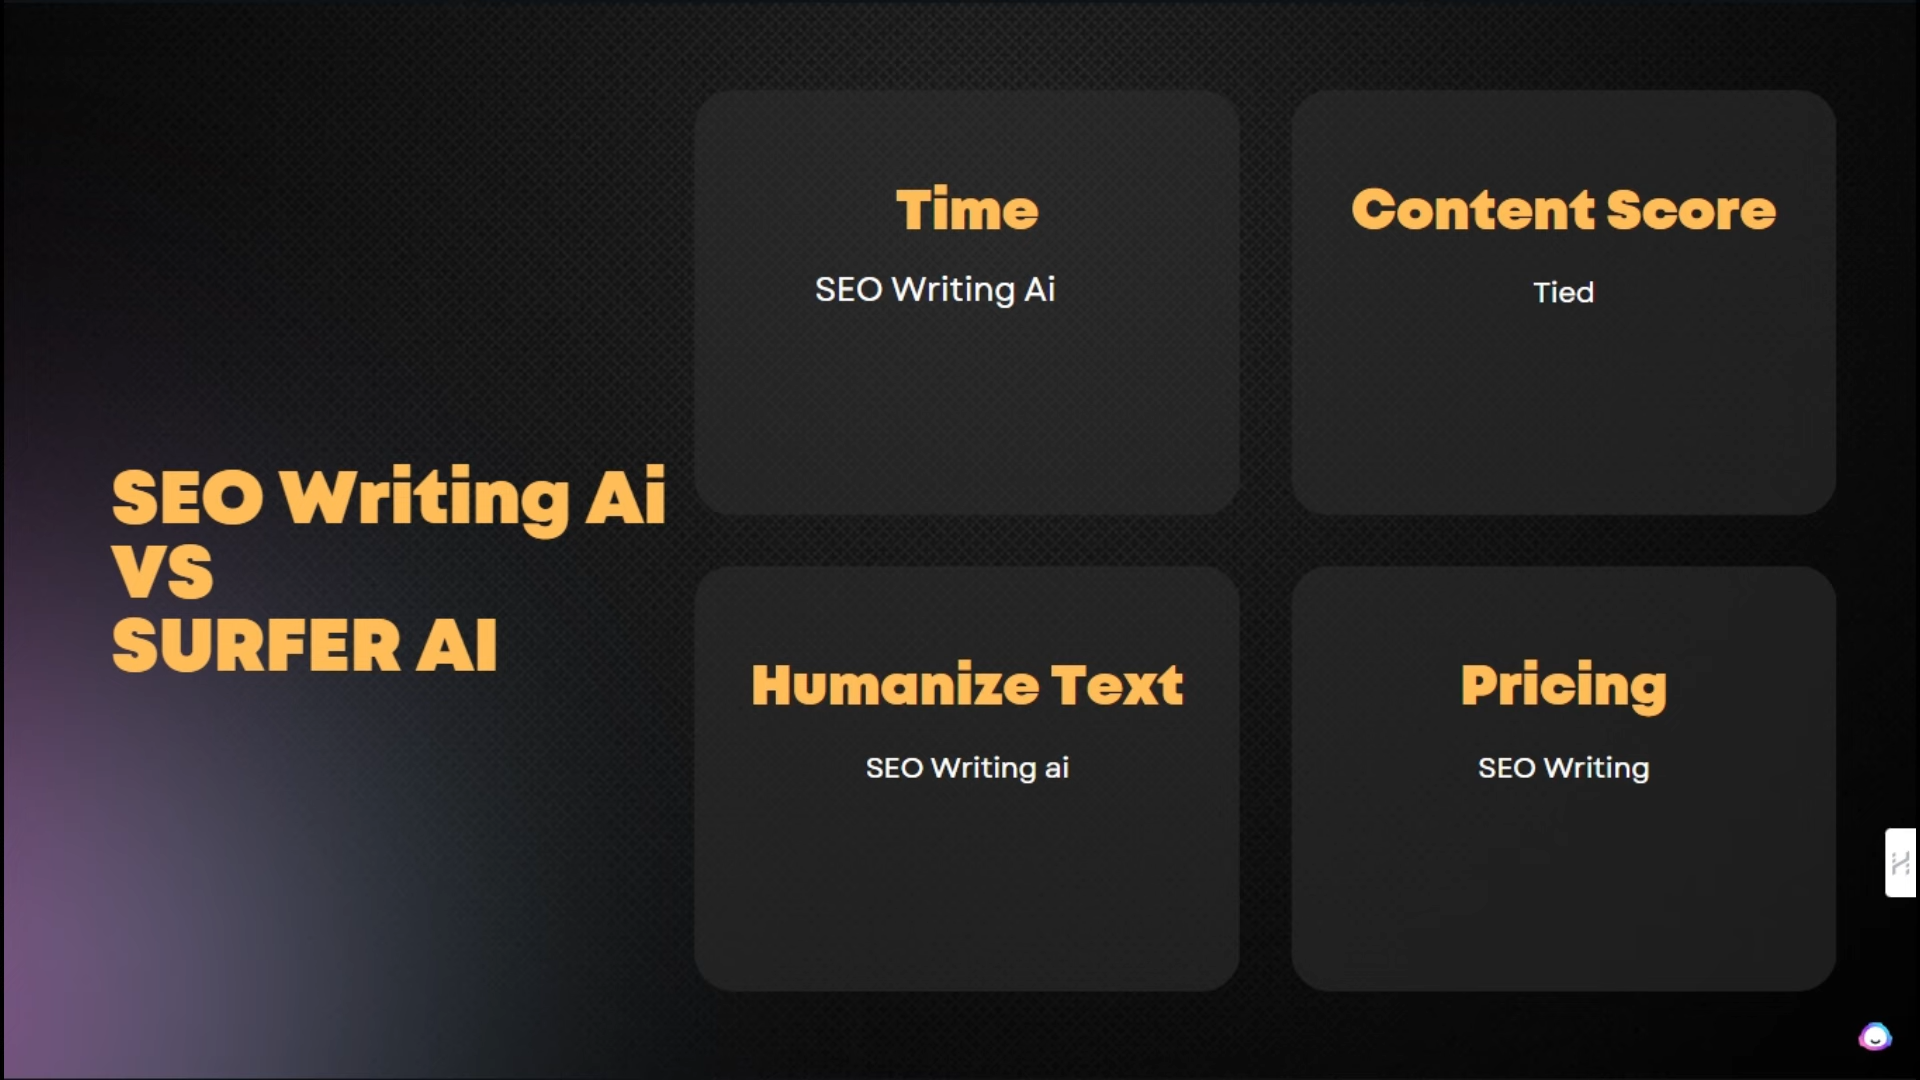 SEO Writing Ai
VS
SURFER AI
Time
SEO Writing Ai
Content Score
Tied
Humanize Text
SEO Writing ai
Pricing
SEO Writing